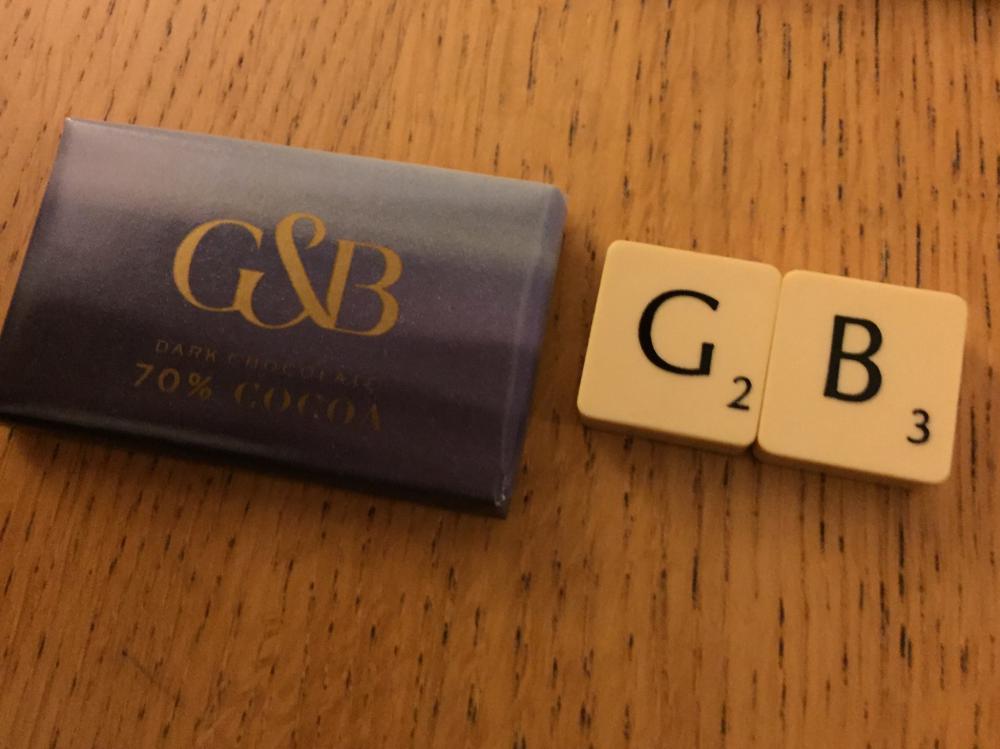 G&B
DARK CHOCOLATE
70% COCOA
G2 B3